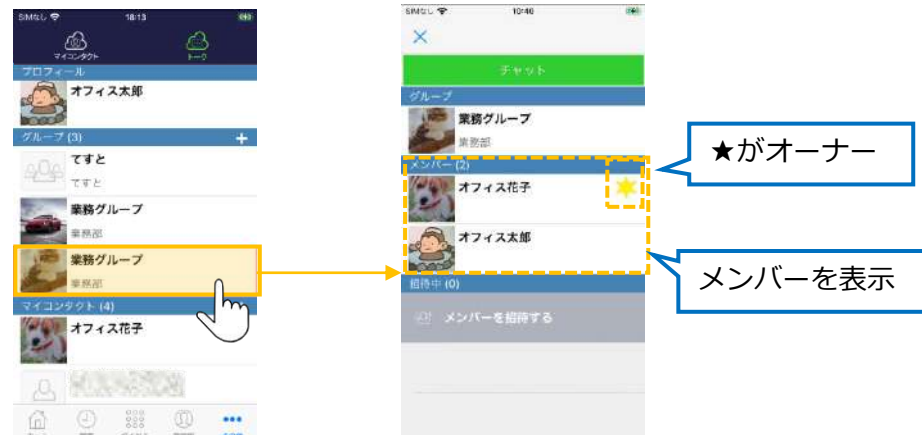 SIMなし
18:13
マイコンタクト
トーク
プロフィール
オフィス太郎
グループ (3)
+
てすと
てすと
業務グループ
業務部
業務グループ
業務部
マイコンタクト (4)
オフィス花子
SIMなし
10:46
×
チャット
グループ
業務グループ
業務部
メンバー (2)
オフィス花子
オフィス太郎
招待中 (0)
メンバーを招待する
★がオーナー
メンバーを表示